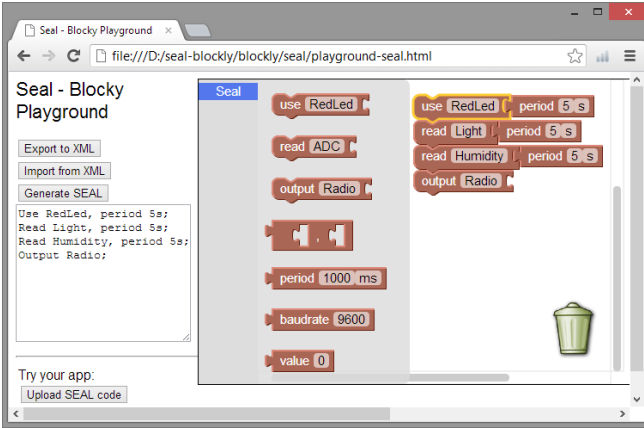 Seal - Blocky Playground
file:///D:/seal-blockly/blockly/seal/playground-seal.html
Seal - Blocky
Playground
Export to XML
Import from XML
Generate SEAL
Use RedLed, period 5s;
Read Light, period 5s;
Read Humidity, period 5s;
Output Radio;
Try your app:
Upload SEAL code
Seal
use RedLed
read ADC
output Radio
,
period 1000 ms
baudrate 9600
value 0
use RedLed period 5 s
read Light period 5 s
read Humidity period 5 s
output Radio